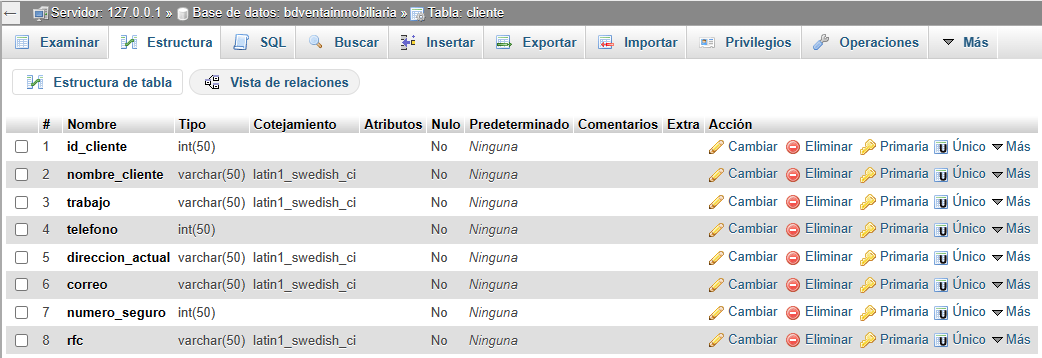 Servidor: 127.0.0.1 » Base de datos: bdventainmobiliaria » Tabla: cliente
Examinar Estructura SQL Buscar Insertar Exportar Importar Privilegios Operaciones Más
Estructura de tabla Vista de relaciones
# Nombre Tipo Cotejamiento Atributos Nulo Predeterminado Comentarios Extra Acción
1 id_cliente int(50) No Ninguna Cambiar Eliminar Primaria Único Más
2 nombre_cliente varchar(50) latin1_swedish_ci No Ninguna Cambiar Eliminar Primaria Único Más
3 trabajo varchar(50) latin1_swedish_ci No Ninguna Cambiar Eliminar Primaria Único Más
4 telefono int(50) No Ninguna Cambiar Eliminar Primaria Único Más
5 direccion_actual varchar(50) latin1_swedish_ci No Ninguna Cambiar Eliminar Primaria Único Más
6 correo varchar(50) latin1_swedish_ci No Ninguna Cambiar Eliminar Primaria Único Más
7 numero_seguro int(50) No Ninguna Cambiar Eliminar Primaria Único Más
8 rfc varchar(50) latin1_swedish_ci No Ninguna Cambiar Eliminar Primaria Único Más